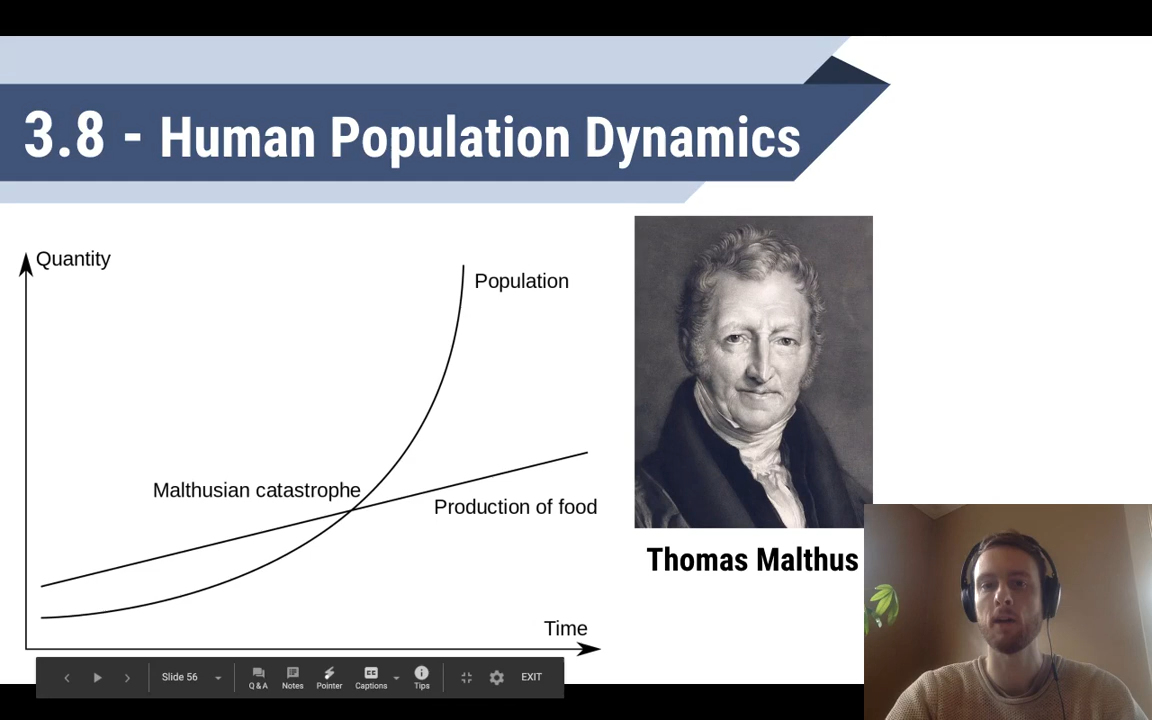 3.8 - Human Population Dynamics
Quantity
Population
Malthusian catastrophe
Production of food
Thomas Malthus
Time
Slide 56
Q & A
Notes
Pointer
Captions
Tips
EXIT